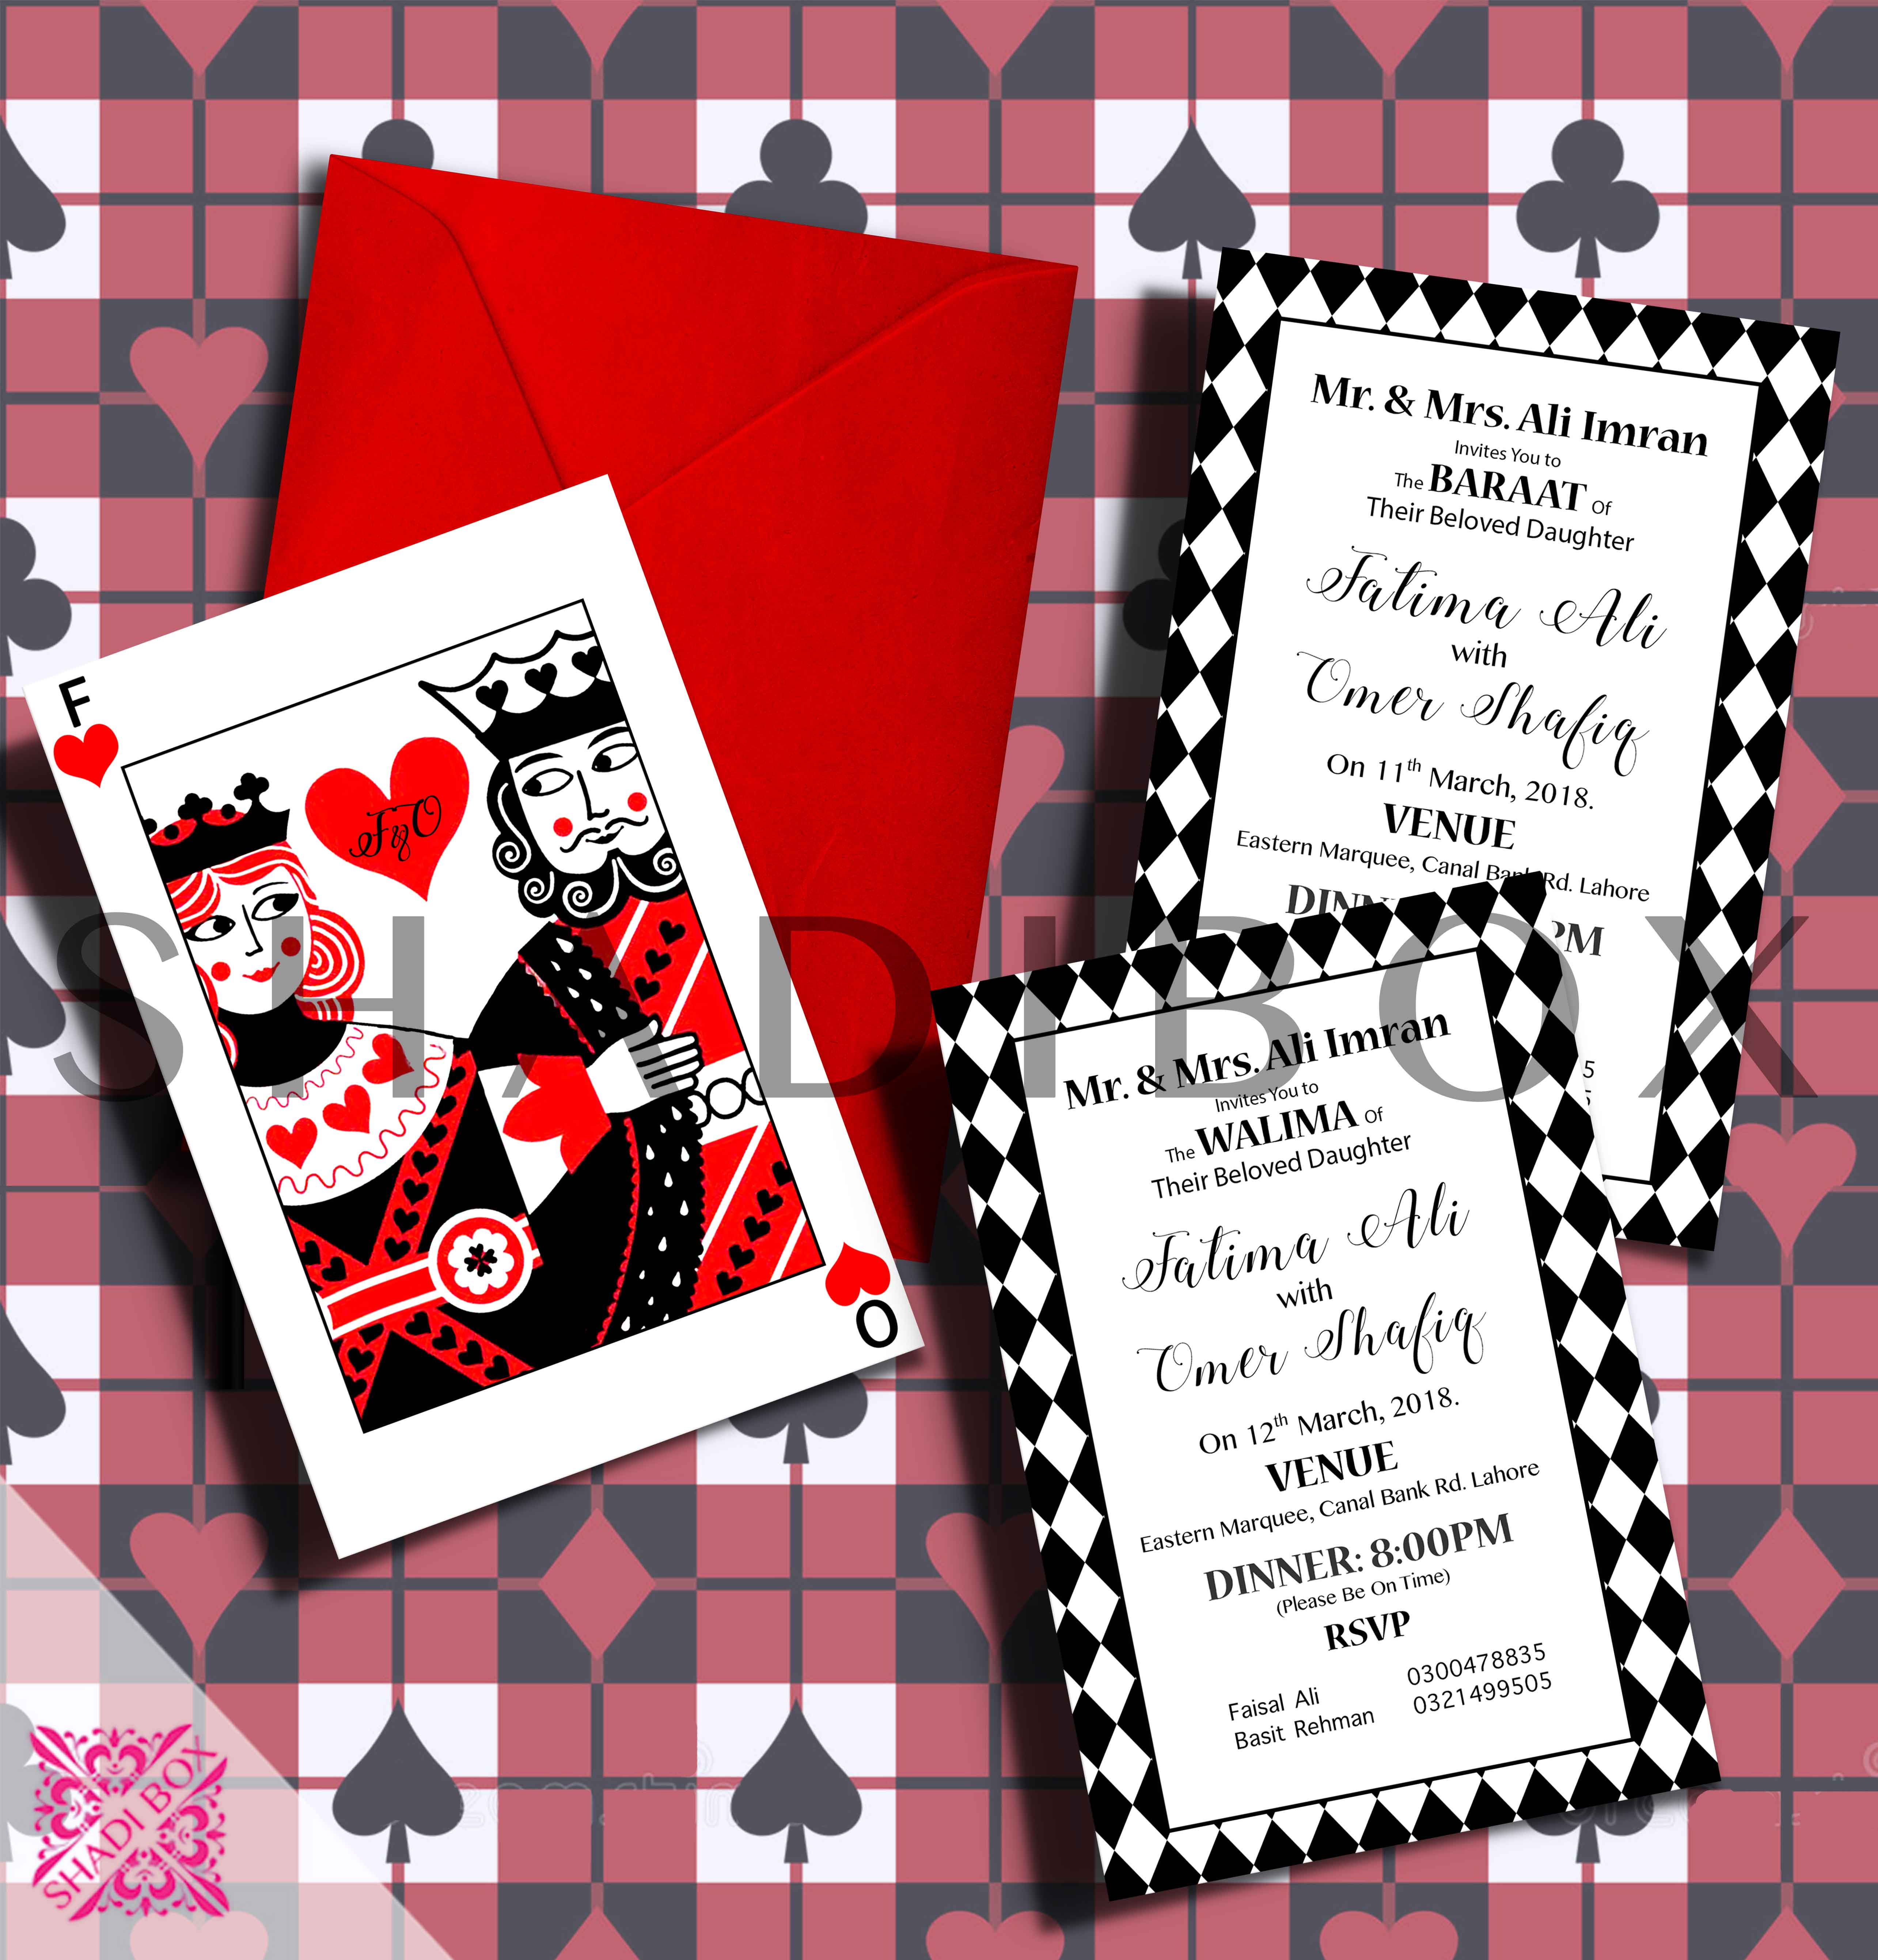 F
F&O
O
Mr. & Mrs. Ali Imran
Invites You to
The BARAAT Of
Their Beloved Daughter
Fatima Ali
with
Omer Shafiq
On 11th March, 2018.
VENUE
Eastern Marquee, Canal Bank Rd. Lahore
PM
5
5
SHADIBOX
Mr. & Mrs. Ali Imran
Invites You to
The WALIMA Of
Their Beloved Daughter
Fatima Ali
with
Omer Shafiq
On 12th March, 2018.
VENUE
Eastern Marquee, Canal Bank Rd. Lahore
DINNER: 8:00PM
(Please Be On Time)
RSVP
Faisal Ali 0300478835
Basit Rehman 0321499505
SHADI BOX